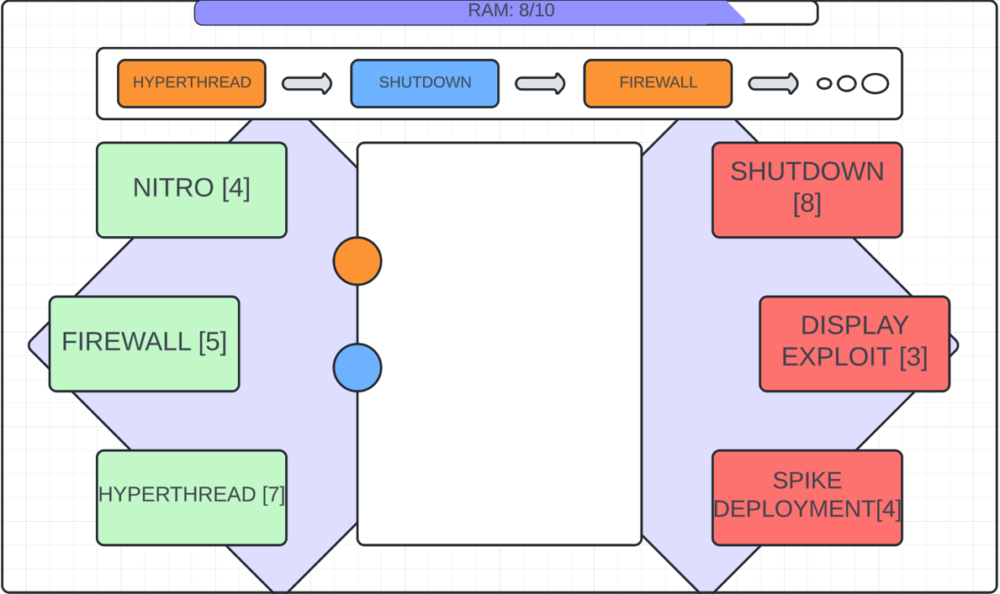 RAM: 8/10
HYPERTHREAD
SHUTDOWN
FIREWALL
NITRO [4]
SHUTDOWN
[8]
FIREWALL [5]
DISPLAY
EXPLOIT [3]
HYPERTHREAD [7]
SPIKE
DEPLOYMENT[4]